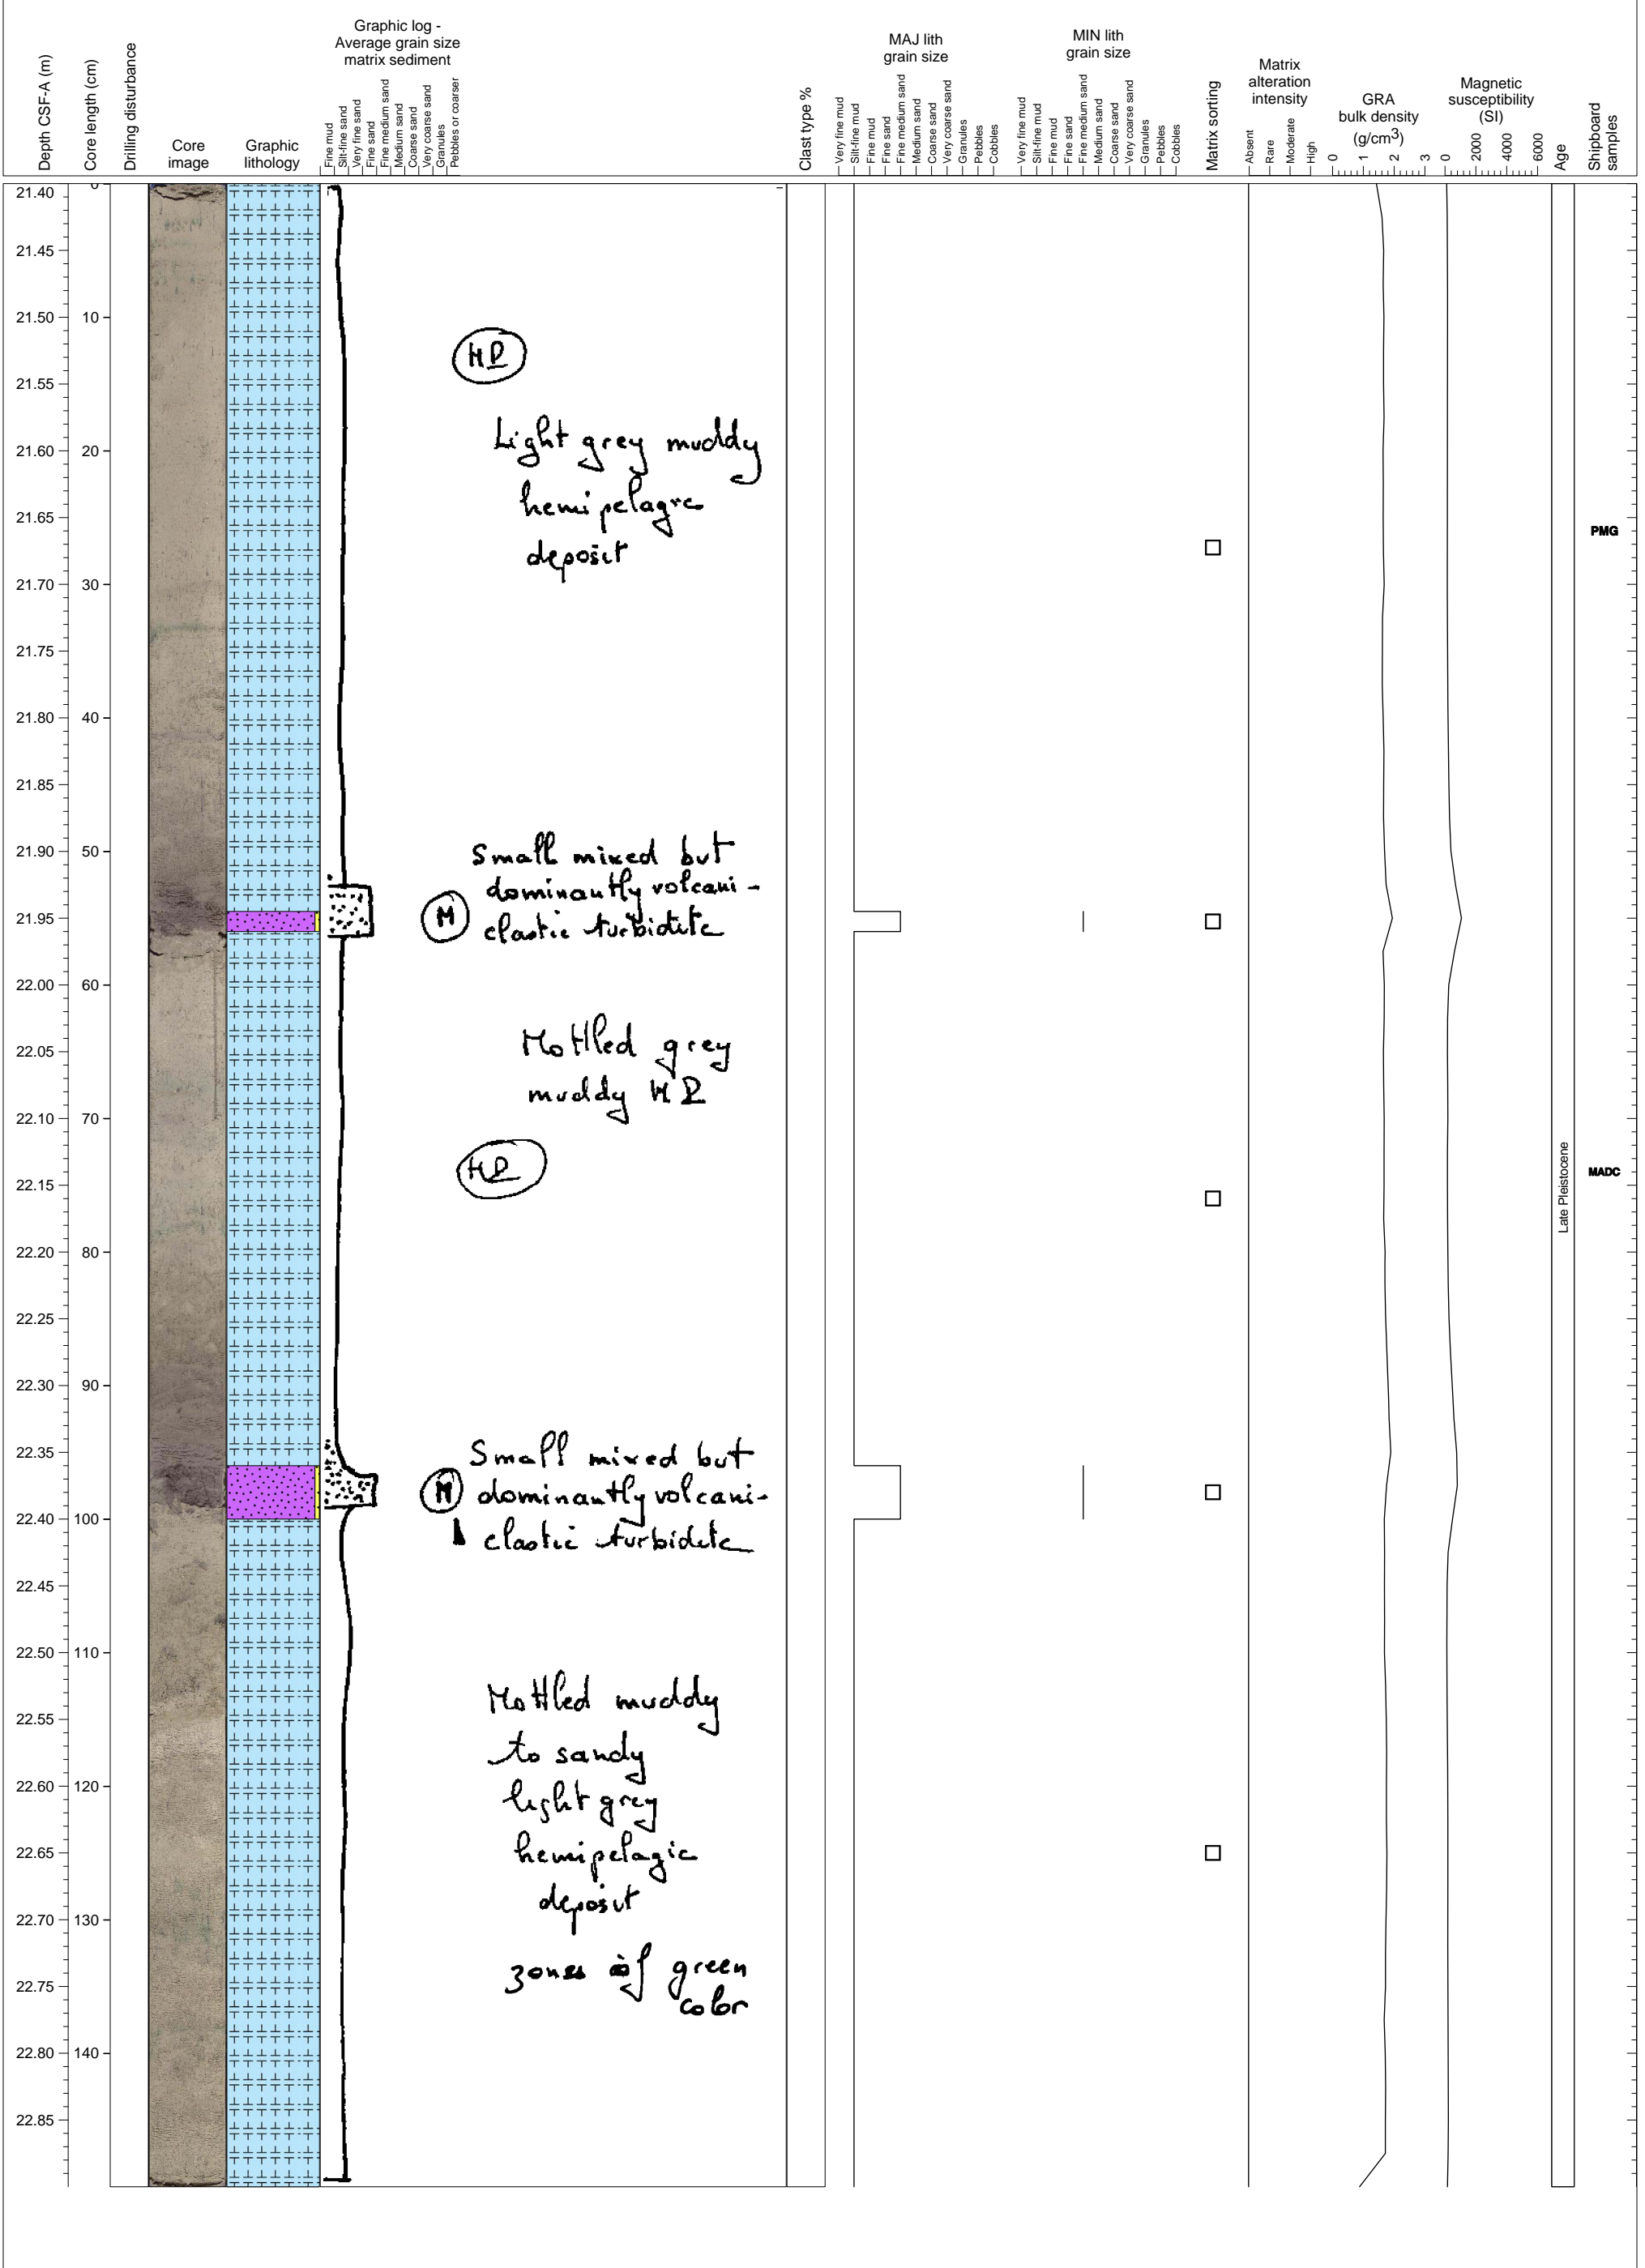 Depth CSF-A (m)
Core length (cm)
Drilling disturbance
Core
image
Graphic
lithology
Graphic log -
Average grain size
matrix sediment
Fine mud
Silt-fine sand
Very fine sand
Fine sand
Fine medium sand
Medium sand
Coarse sand
Very coarse sand
Granules
Pebbles or coarser
Clast type %
MAJ lith
grain size
Very fine mud
Silt-fine mud
Fine mud
Fine sand
Fine medium sand
Medium sand
Coarse sand
Very coarse sand
Granules
Pebbles
Cobbles
MIN lith
grain size
Very fine mud
Silt-fine mud
Fine mud
Fine sand
Fine medium sand
Medium sand
Coarse sand
Very coarse sand
Granules
Pebbles
Cobbles
Matrix sorting
Matrix
alteration
intensity
Absent
Rare
Moderate
High
GRA
bulk density
(g/cm3)
0 1 2 3
Magnetic
susceptibility
(SI)
0 2000 4000 6000
Age
Shipboard
samples
21.40 0
21.45
21.50 10
21.55
21.60 20
21.65
21.70 30
21.75
21.80 40
21.85
21.90 50
21.95
22.00 60
22.05
22.10 70
22.15
22.20 80
22.25
22.30 90
22.35
22.40 100
22.45
22.50 110
22.55
22.60 120
22.65
22.70 130
22.75
22.80 140
22.85
HP
Light grey muddy
hemipelagic
deposit
Small mixed but
dominantly volcani-
M clastic turbidite
Mottled grey
muddy HP
HP
Small mixed but
M dominantly volcani-
clastic turbidite
Mottled muddy
to sandy
light grey
hemipelagic
deposit
zones of green
color
Late Pleistocene
PMG
MADC